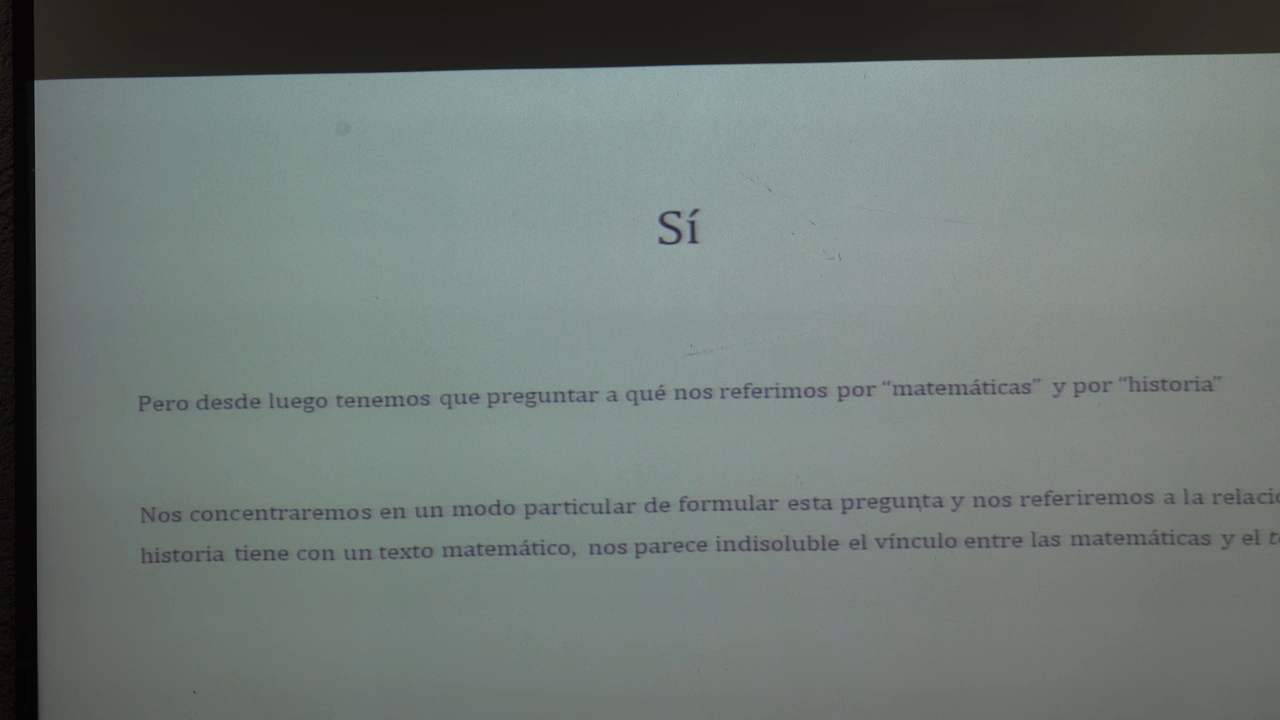 Sí
Pero desde luego tenemos que preguntar a qué nos referimos por “matemáticas” y por “historia”
Nos concentraremos en un modo particular de formular esta pregunta y nos referiremos a la
historia tiene con un texto matemático, nos parece indisoluble el vínculo entre las matemáticas y el